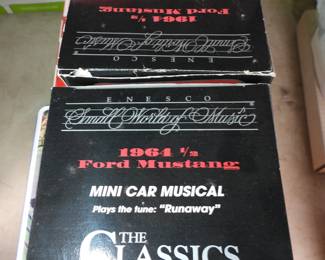 1964 ½
Ford Mustang
Small World of Music
ENESCO
ENESCO
Small World of Music
1964 ½
Ford Mustang
MINI CAR MUSICAL
Plays the tune: "Runaway"
THE
CLASSICS